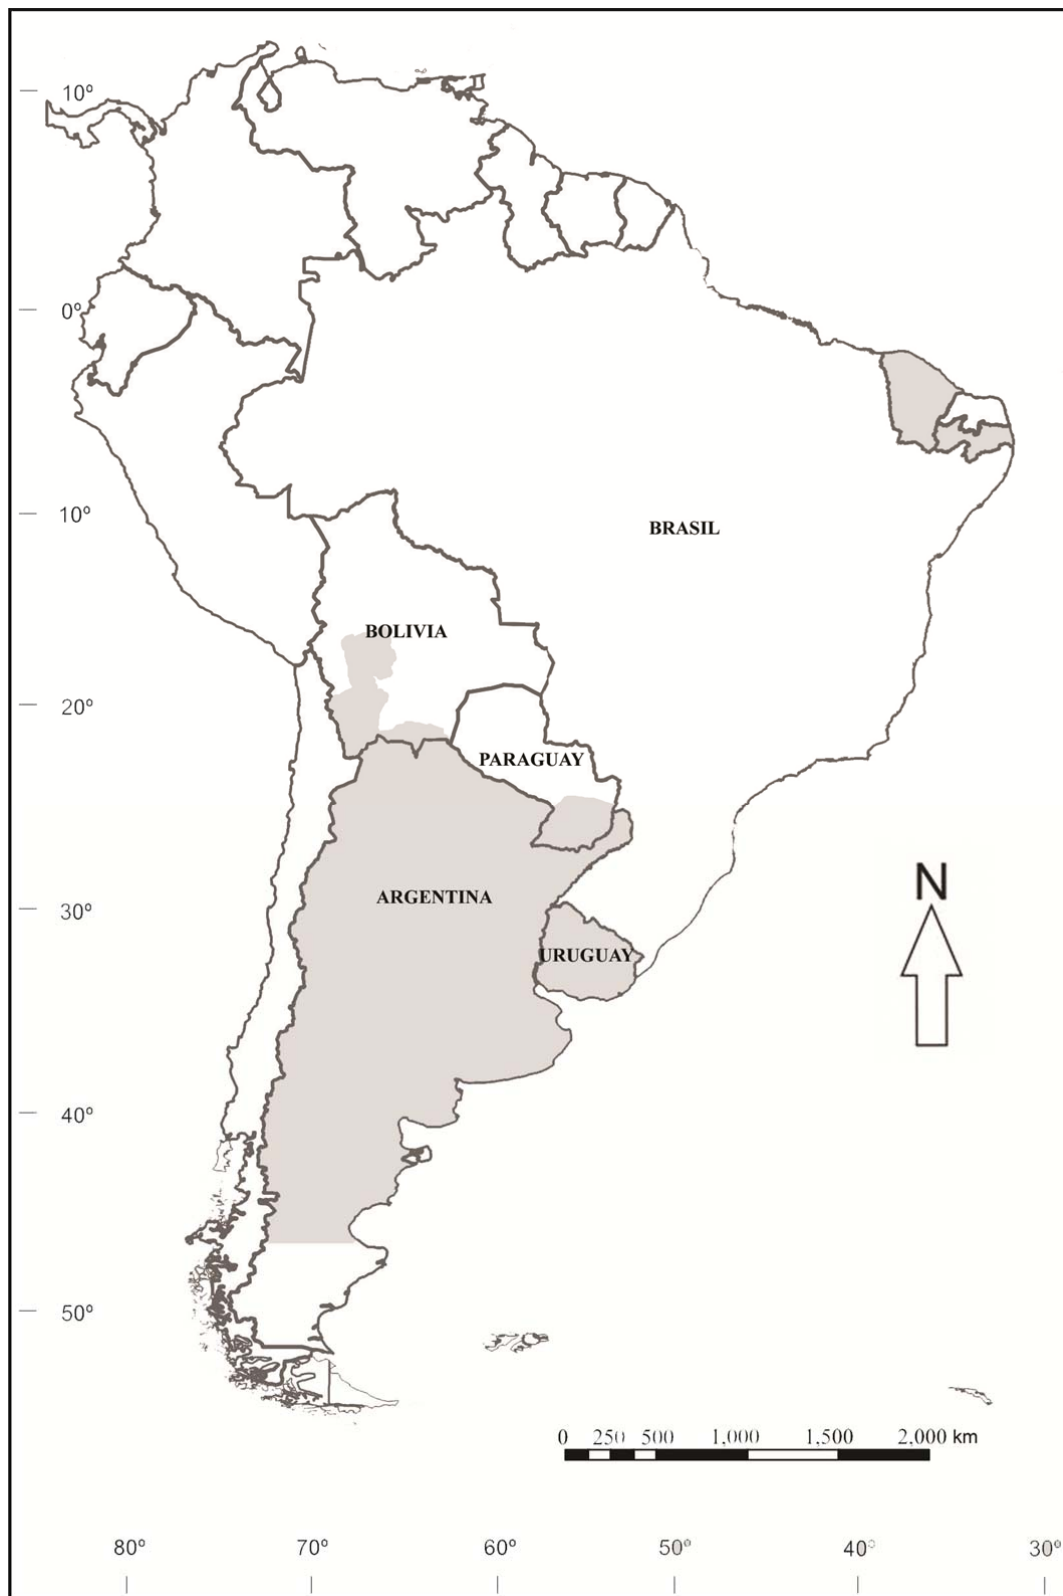 10º
0º
10º
BRASIL
BOLIVIA
20º
PARAGUAY
ARGENTINA
N
30º
URUGUAY
40º
50º
0 250 500 1,000 1,500 2,000 km
80º 70º 60º 50º 40º 30º